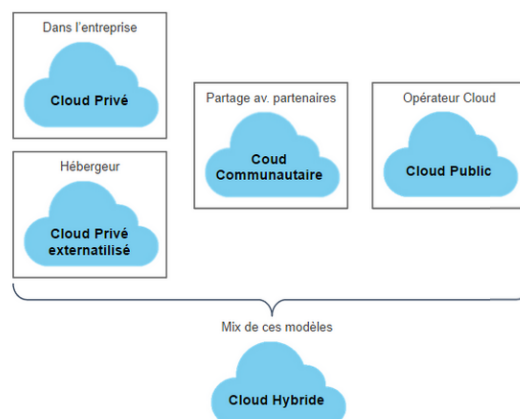 Dans l'entreprise
Cloud Privé
Hébergeur
Cloud Privé
externatilisé
Partage av. partenaires
Coud
Communautaire
Opérateur Cloud
Cloud Public
Mix de ces modèles
Cloud Hybride